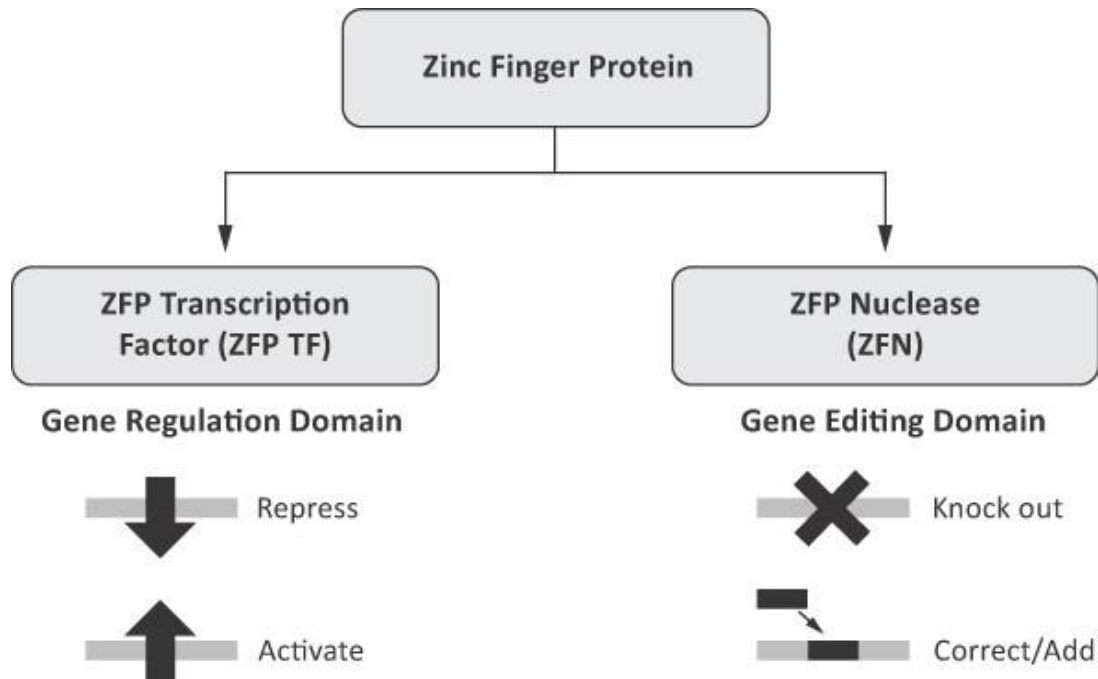 Zinc Finger Protein
ZFP Transcription
Factor (ZFP TF)
Gene Regulation Domain
Repress
Activate
ZFP Nuclease
(ZFN)
Gene Editing Domain
Knock out
Correct/Add